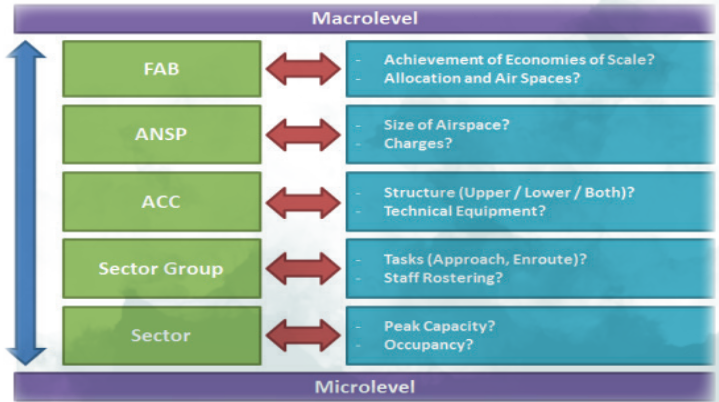 Macrolevel
FAB
- Achievement of Economies of Scale?
- Allocation and Air Spaces?
ANSP
- Size of Airspace?
- Charges?
ACC
- Structure (Upper / Lower / Both)?
- Technical Equipment?
Sector Group
- Tasks (Approach, Enroute)?
- Staff Rostering?
Sector
- Peak Capacity?
- Occupancy?
Microlevel